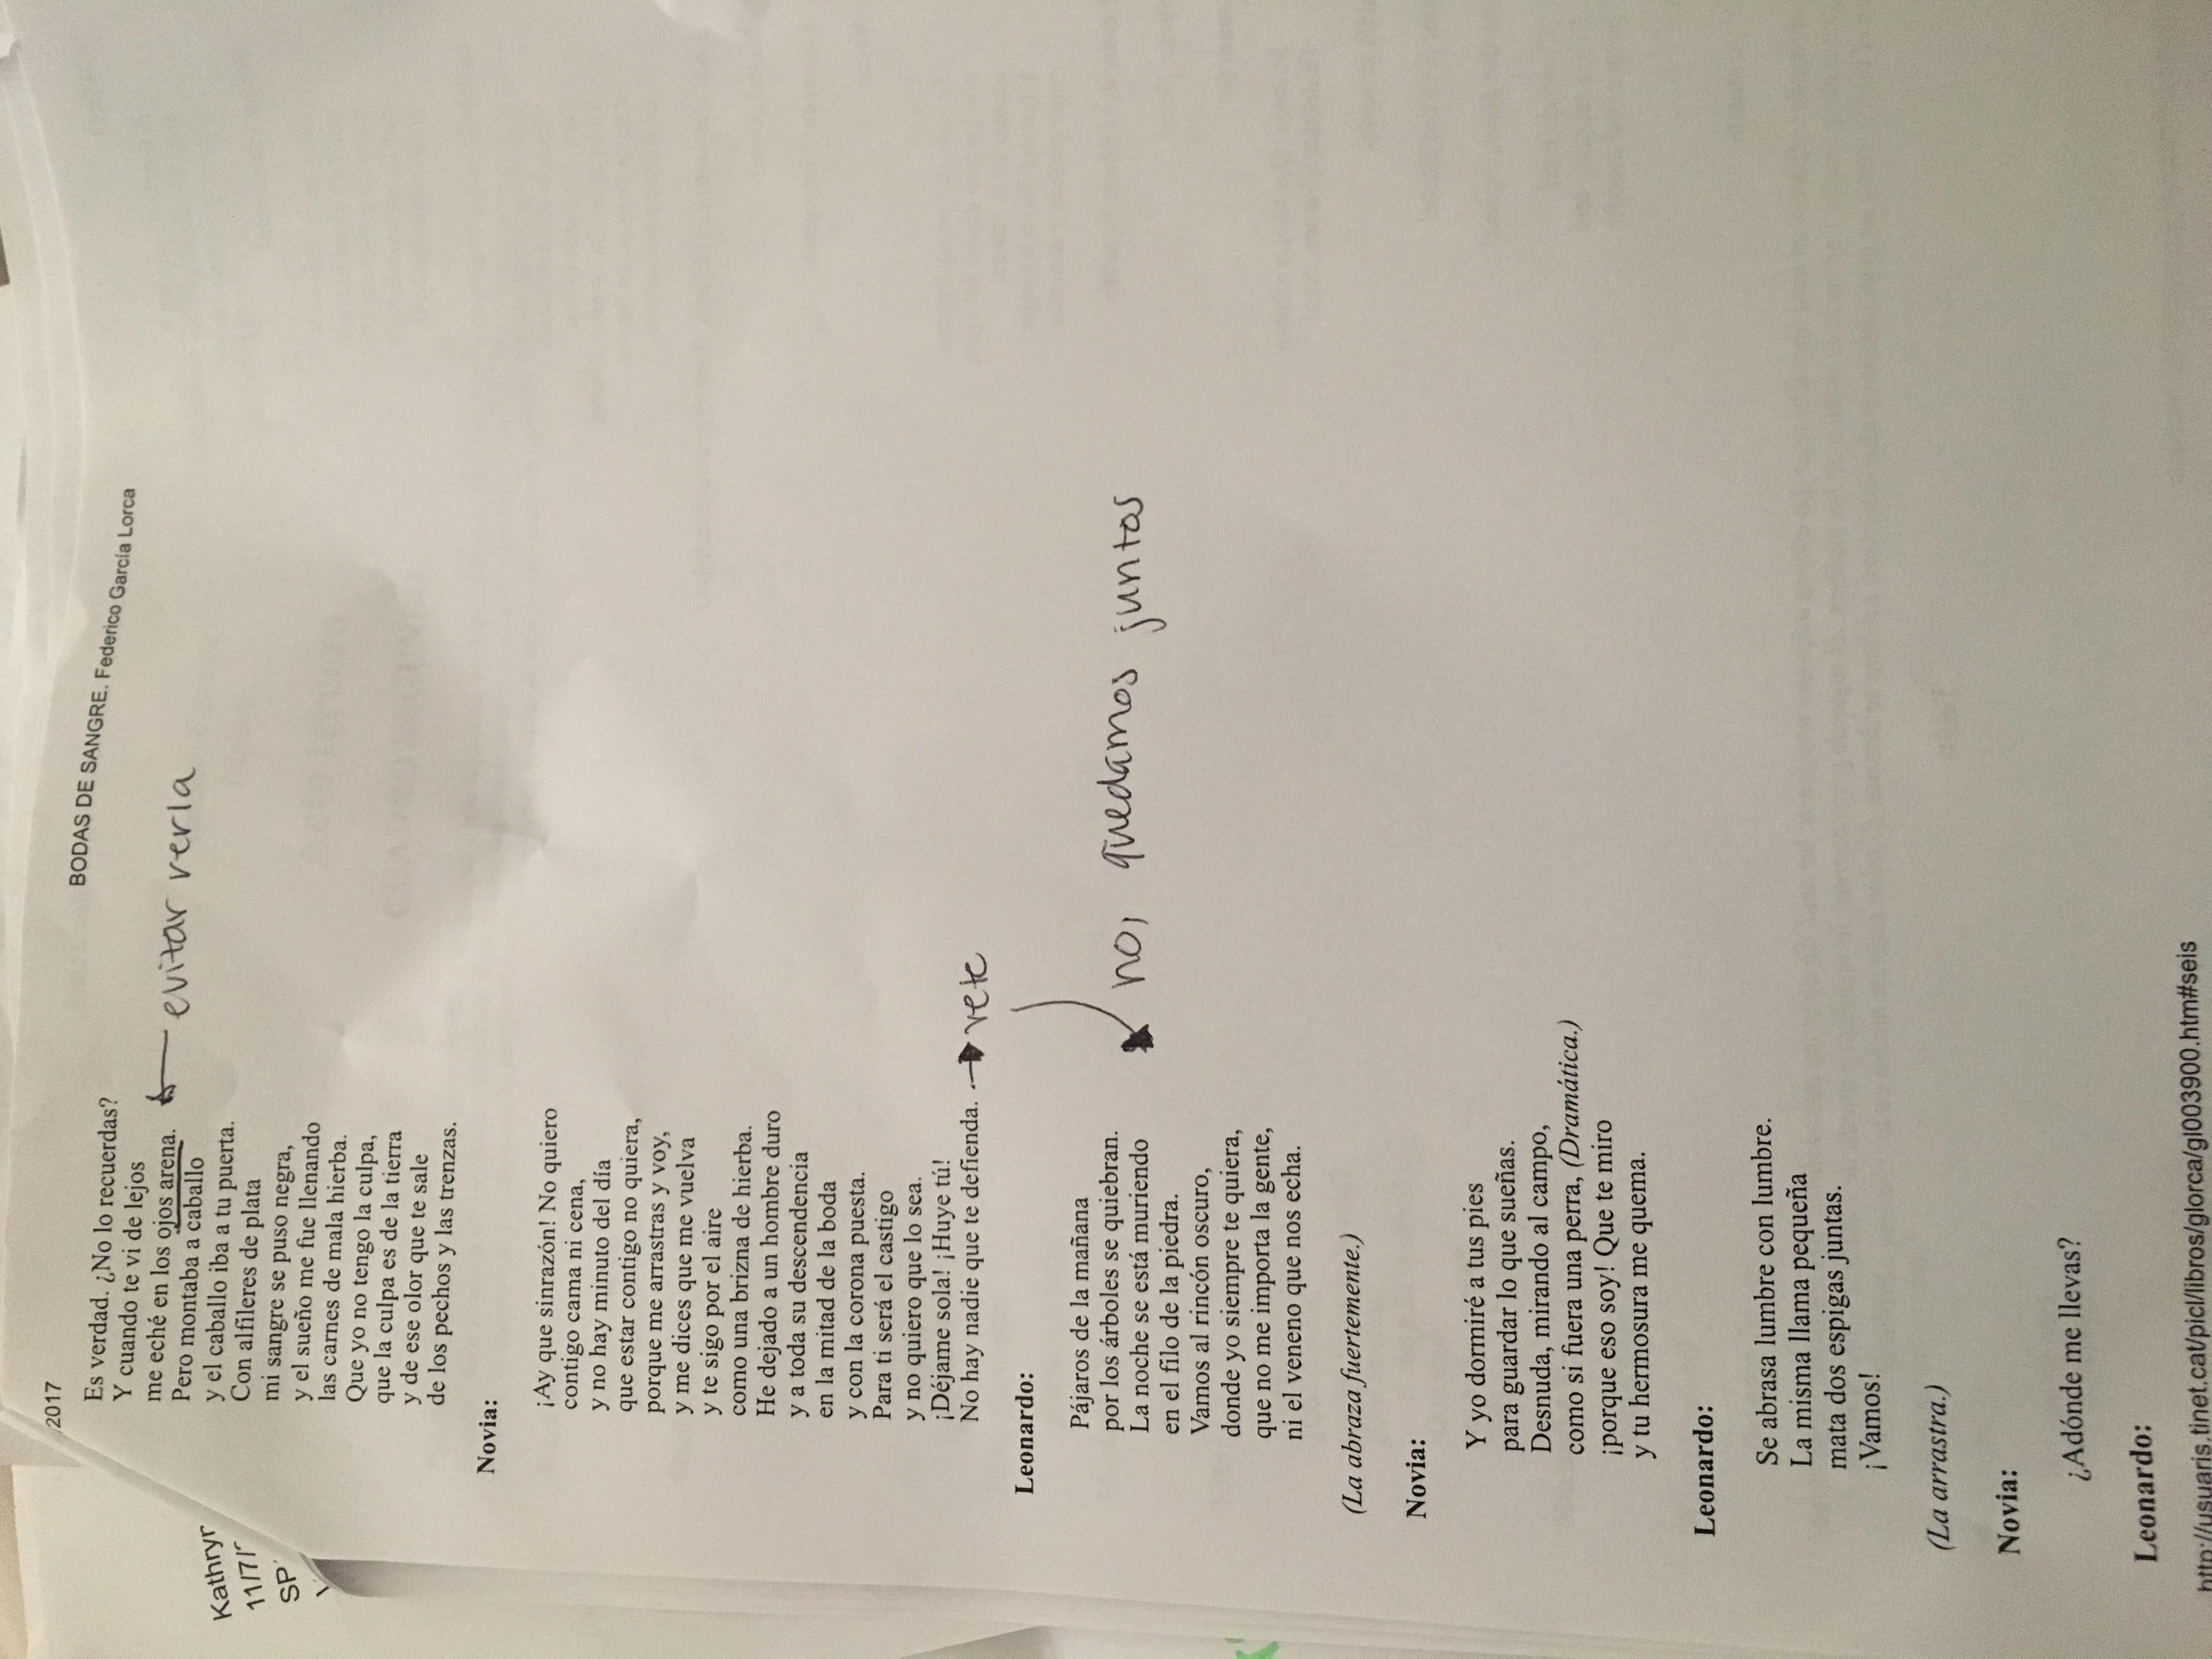 2017
BODAS DE SANGRE. Federico García Lorca
Es verdad. ¿No lo recuerdas?
Y cuando te vi de lejos
me eché en los ojos arena.
evitar verla
Pero montaba a caballo
y el caballo iba a tu puerta.
Con alfileres de plata
mi sangre se puso negra,
y el sueño me fue llenando
las carnes de mala hierba.
Que yo no tengo la culpa,
que la culpa es de la tierra
y de ese olor que te sale
de los pechos y las trenzas.
Kathryn
11/7/
SP
Novia:
¡Ay que sinrazón! No quiero
contigo cama ni cena,
y no hay minuto del día
que estar contigo no quiera,
porque me arrastras y voy,
y me dices que me vuelva
y te sigo por el aire
como una brizna de hierba.
He dejado a un hombre duro
y a toda su descendencia
en la mitad de la boda
y con la corona puesta.
Para ti será el castigo
y no quiero que lo sea.
¡Déjame sola! ¡Huye tú!
No hay nadie que te defienda.
vete
Leonardo:
Pájaros de la mañana
por los árboles se quiebran.
La noche se está muriendo
en el filo de la piedra.
no, quedamos juntos
Vamos al rincón oscuro,
donde yo siempre te quiera,
que no me importa la gente,
ni el veneno que nos echa.
(La abraza fuertemente.)
Novia:
Y yo dormiré a tus pies
para guardar lo que sueñas.
Desnuda, mirando al campo,
como si fuera una perra, (Dramática.)
¡porque eso soy! Que te miro
y tu hermosura me quema.
Leonardo:
Se abrasa lumbre con lumbre.
La misma llama pequeña
mata dos espigas juntas.
¡Vamos!
(La arrastra.)
Novia:
¿Adónde me llevas?
Leonardo:
http://usuaris.tinet.cat/picl/libros/glorca/gl003900.htm#seis